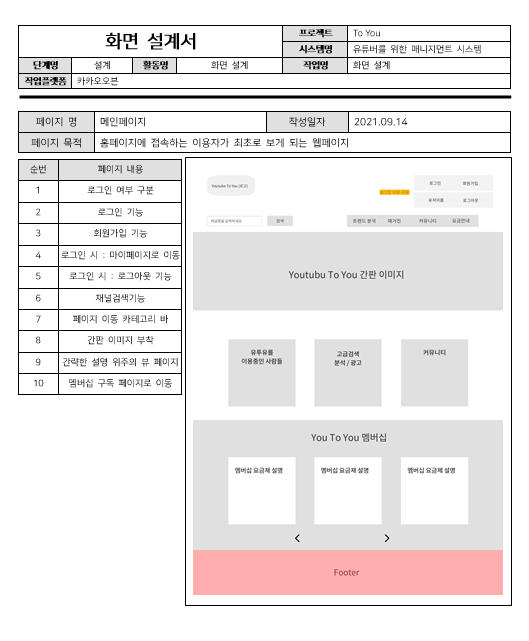 화면 설계서
프로젝트 To You
시스템명 유튜버를 위한 매니지먼트 시스템
단계명 설계 활동명 화면 설계 작업명 화면 설계
작업플랫폼 카카오오븐
페이지 명 메인페이지 작성일자 2021.09.14
페이지 목적 홈페이지에 접속하는 이용자가 최초로 보게 되는 웹페이지
순번 페이지 내용
1 로그인 여부 구분
2 로그인 기능
3 회원가입 기능
4 로그인 시 : 마이페이지로 이동
5 로그인 시 : 로그아웃 기능
6 채널검색기능
7 페이지 이동 카테고리 바
8 간판 이미지 부착
9 간략한 설명 위주의 뷰 페이지
10 멤버십 구독 페이지로 이동
Youtubu To You (로고)
로그인 회원가입
로그아웃
검색
트렌드 분석 매거진 커뮤니티 요금안내
Youtubu To You 간판 이미지
유투유를
이용중인 사람들
고급검색
분석 / 광고
커뮤니티
You To You 멤버십
멤버십 요금제 설명 멤버십 요금제 설명 멤버십 요금제 설명
Footer